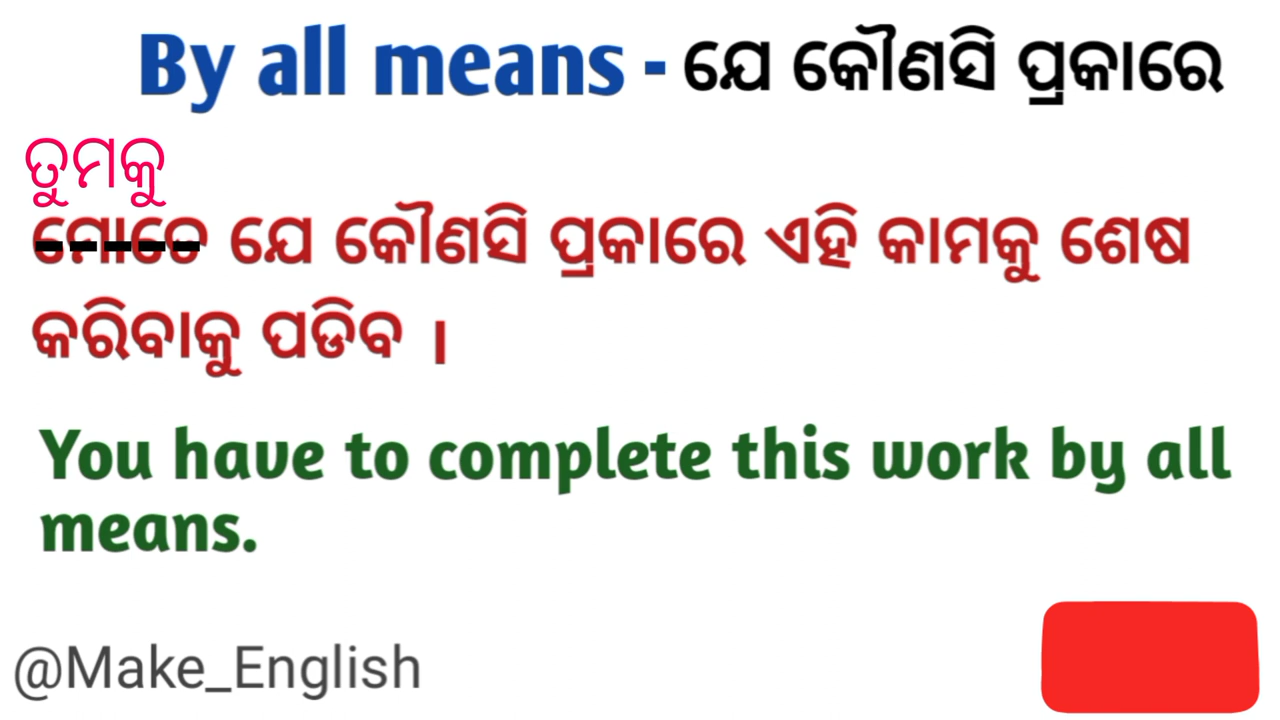 By all means - ଯେ କୌଣସି ପ୍ରକାରେ
ତୁମକୁ
ମୋତେ ଯେ କୌଣସି ପ୍ରକାରେ ଏହି କାମକୁ ଶେଷ
କରିବାକୁ ପଡିବ ।
You have to complete this work by all
means.
@Make_English